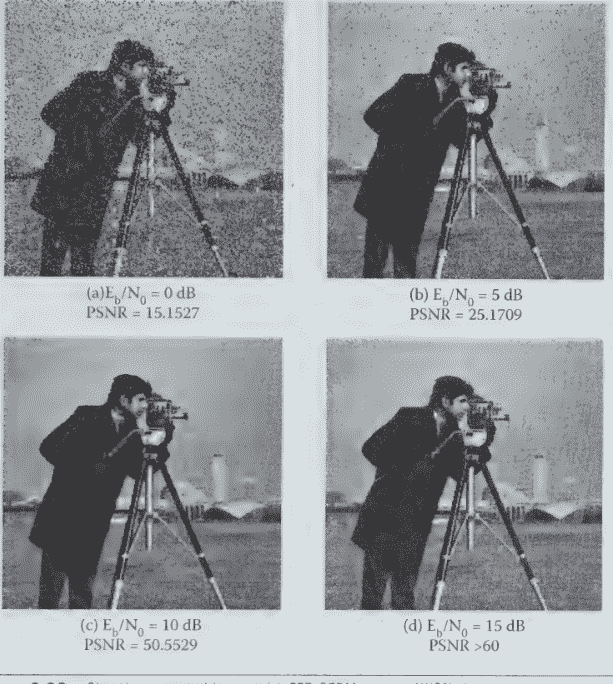 (a)E_b/N_0 = 0 dB
PSNR = 15.1527
(b) E_b/N_0 = 5 dB
PSNR = 25.1709
(c) E_b/N_0 = 10 dB
PSNR = 50.5529
(d) E_b/N_0 = 15 dB
PSNR >60